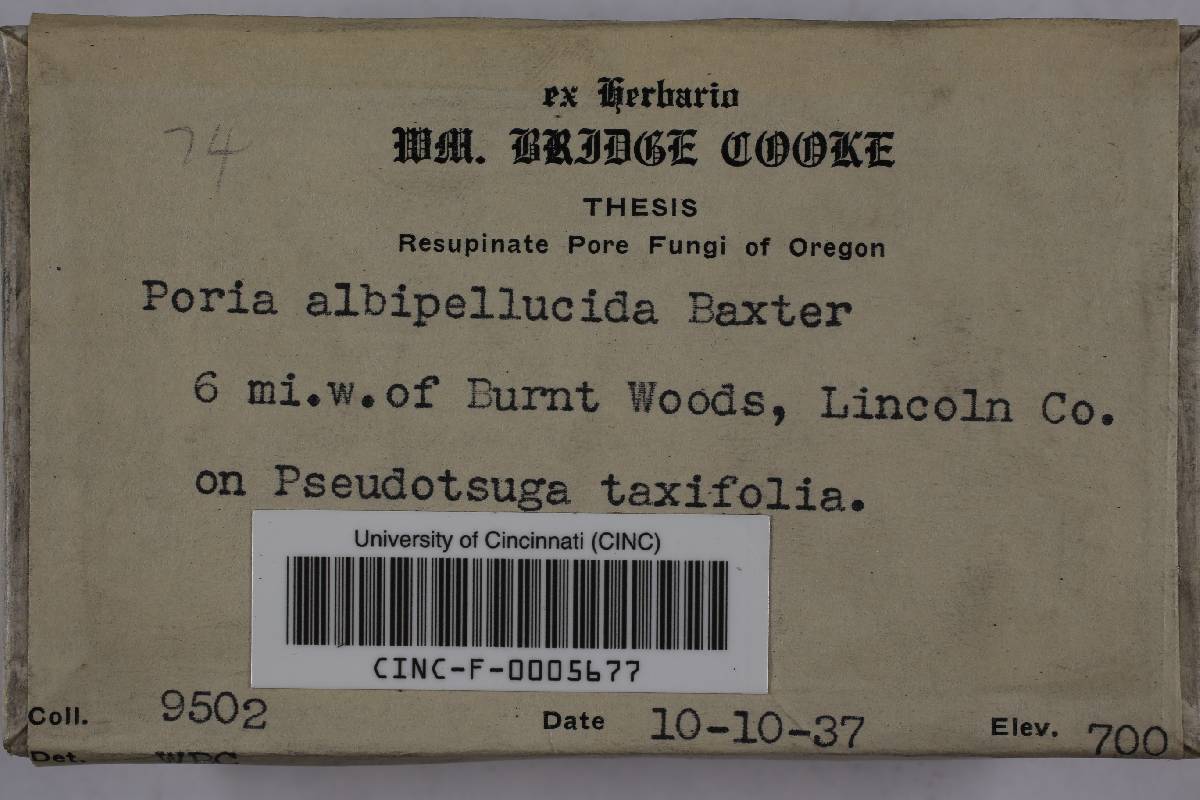 ex Herbario
74
WM. BRIDGE COOKE
THESIS
Resupinate Pore Fungi of Oregon
Poria albipellucida Baxter
6 mi.w.of Burnt Woods, Lincoln Co.
on Pseudotsuga taxifolia.
University of Cincinnati (CINC)
CINC-F-0005677
Coll. 9502 Date 10-10-37 Elev. 700
Det. WBC